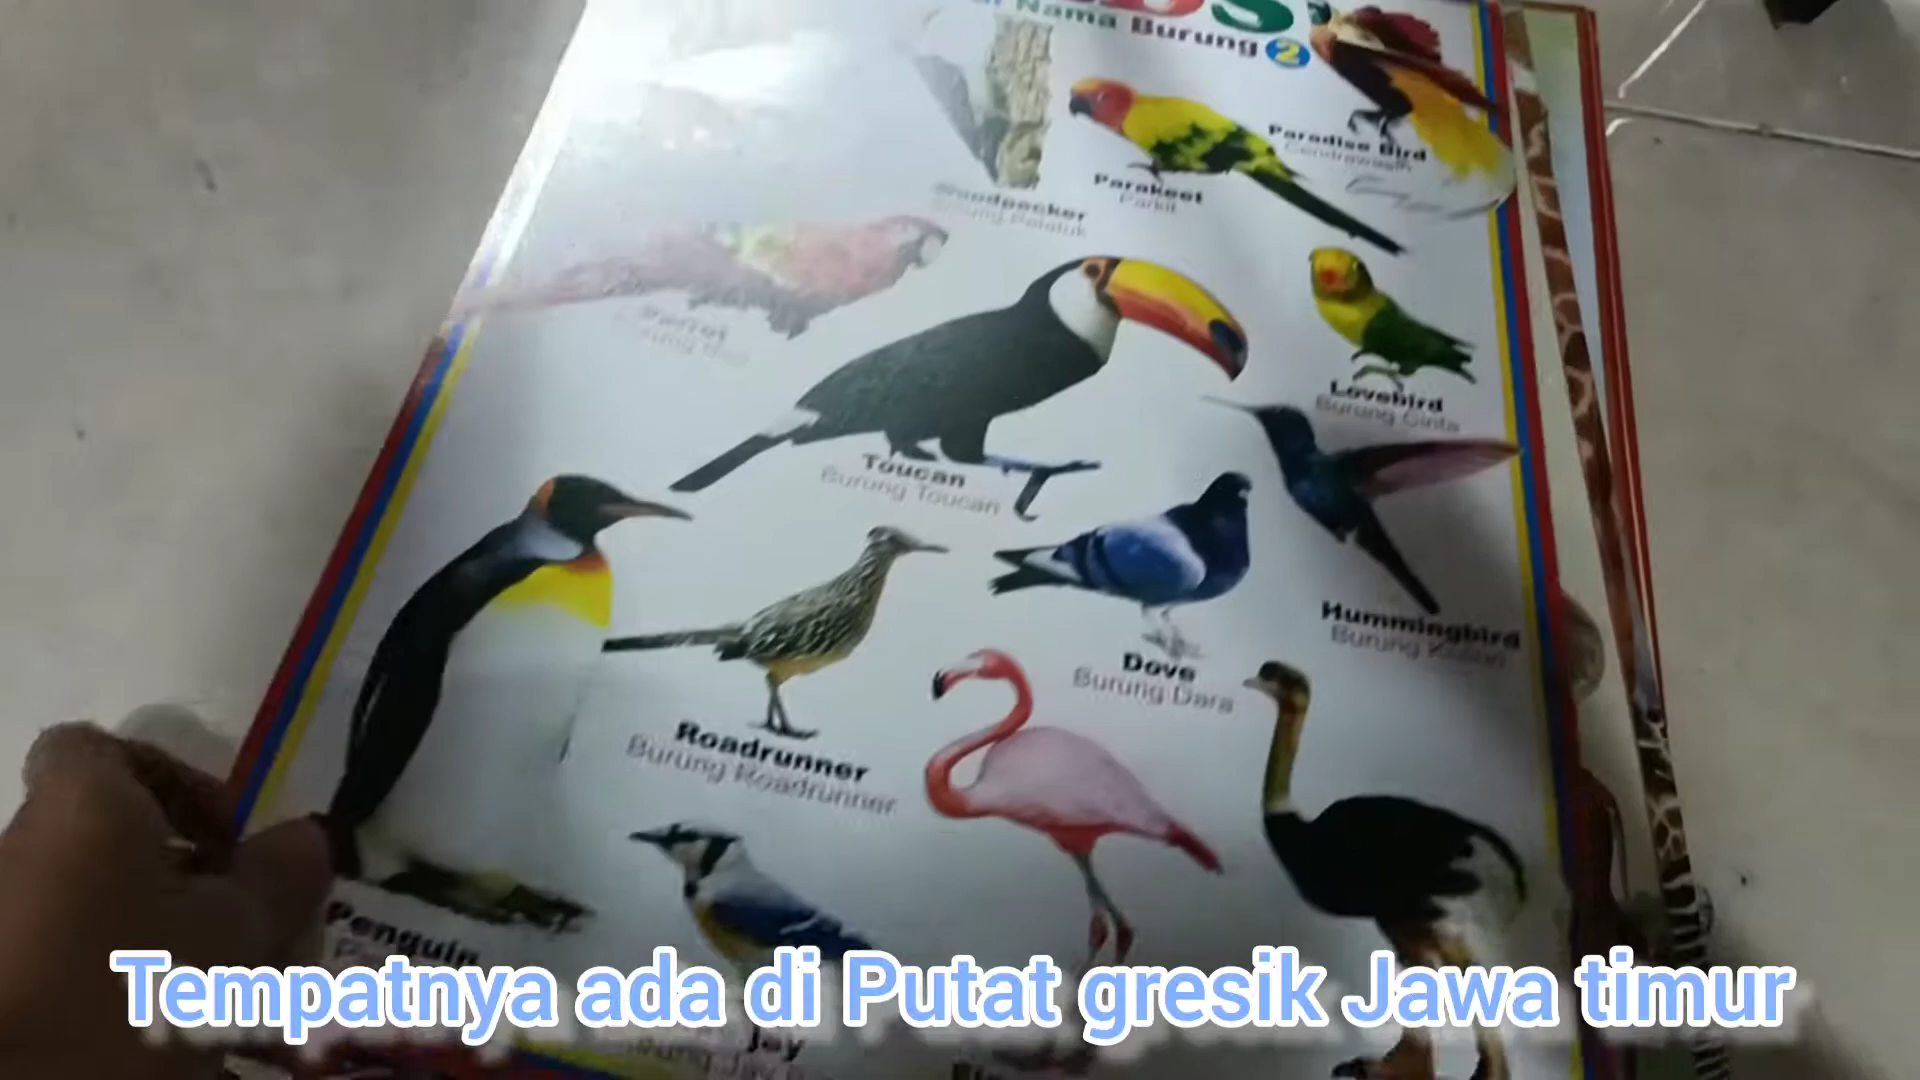 Nama Burung 2
Paradise Bird
Cendrawasih
Parakeet
Parkit
Woodpecker
Burung Pelatuk
Parrot
Lovebird
Burung Cinta
Toucan
Burung Toucan
Hummingbird
Burung
Dove
Burung Dara
Roadrunner
Burung Roadrunner
Penguin
Tempatnya ada di Putat gresik Jawa timur
Jay